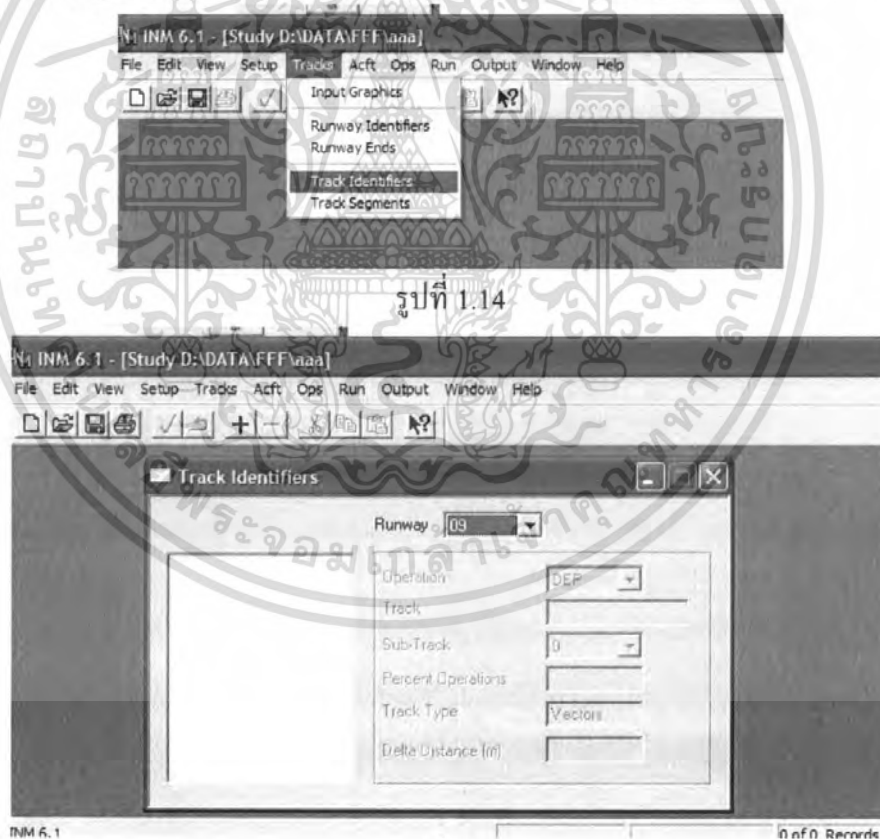 INM 6.1 - [Study D:\DATA\FFF\aaa]
File Edit View Setup Tracks Acft Ops Run Output Window Help
Input Graphics
Runway Identifiers
Runway Ends
Track Identifiers
Track Segments
รูปที่ 1.14
INM 6.1 - [Study D:\DATA\FFF\aaa]
File Edit View Setup Tracks Acft Ops Run Output Window Help
Track Identifiers
Runway 09
Operation DEP
Track
Sub-Track 0
Percent Operations
Track Type Vectors
Delta Distance (m)
INM 6.1
0 of 0 Records